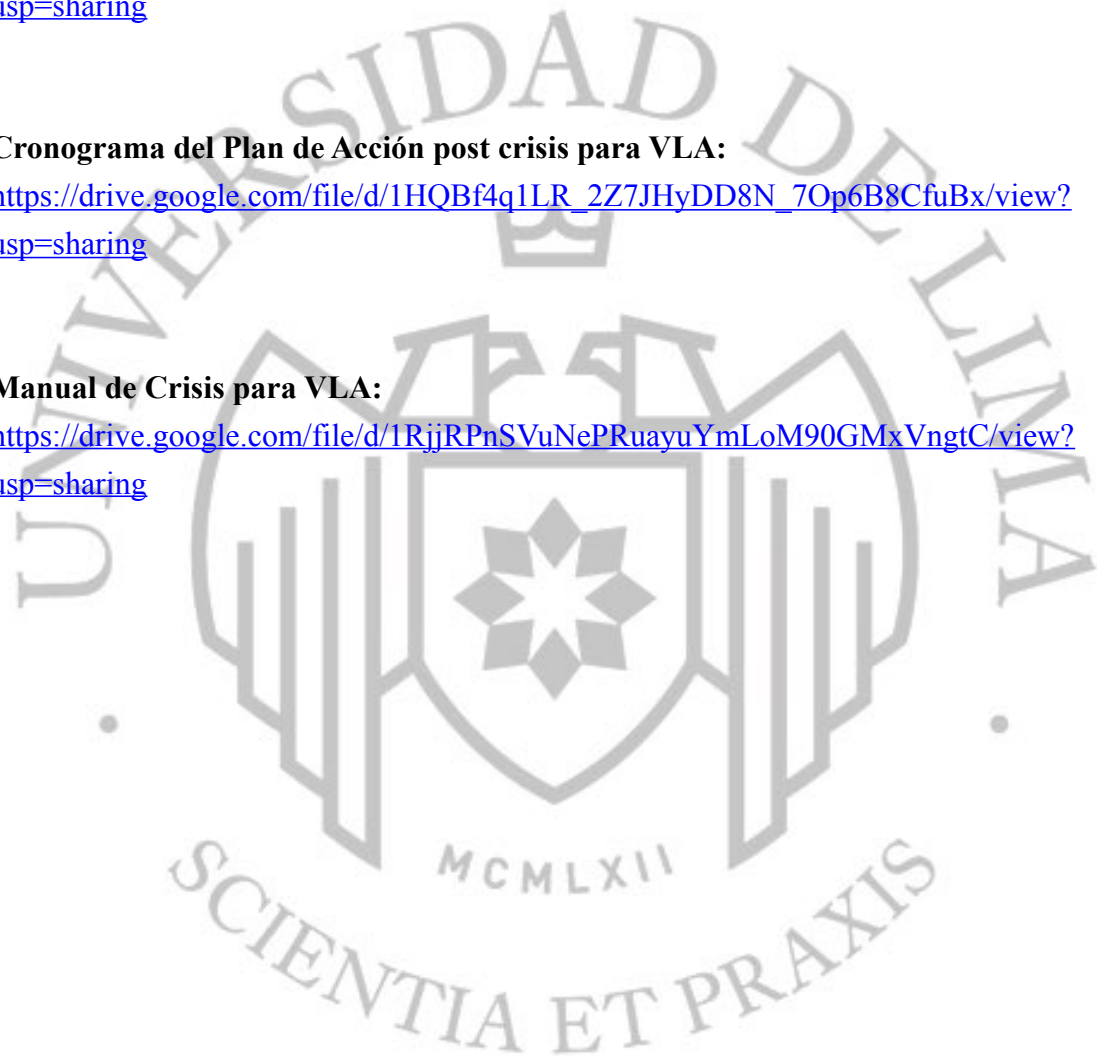 usp=sharing
Cronograma del Plan de Acción post crisis para VLA:
https://drive.google.com/file/d/1HQBf4q1LR_2Z7JHyDD8N_7Op6B8CfuBx/view?
usp=sharing
Manual de Crisis para VLA:
https://drive.google.com/file/d/1RjjRPnSVuNePRuayuYmLoM90GMxVngtC/view?
usp=sharing
UNIVERSIDAD DE LIMA
MCMLXII
SCIENTIA ET PRAXIS